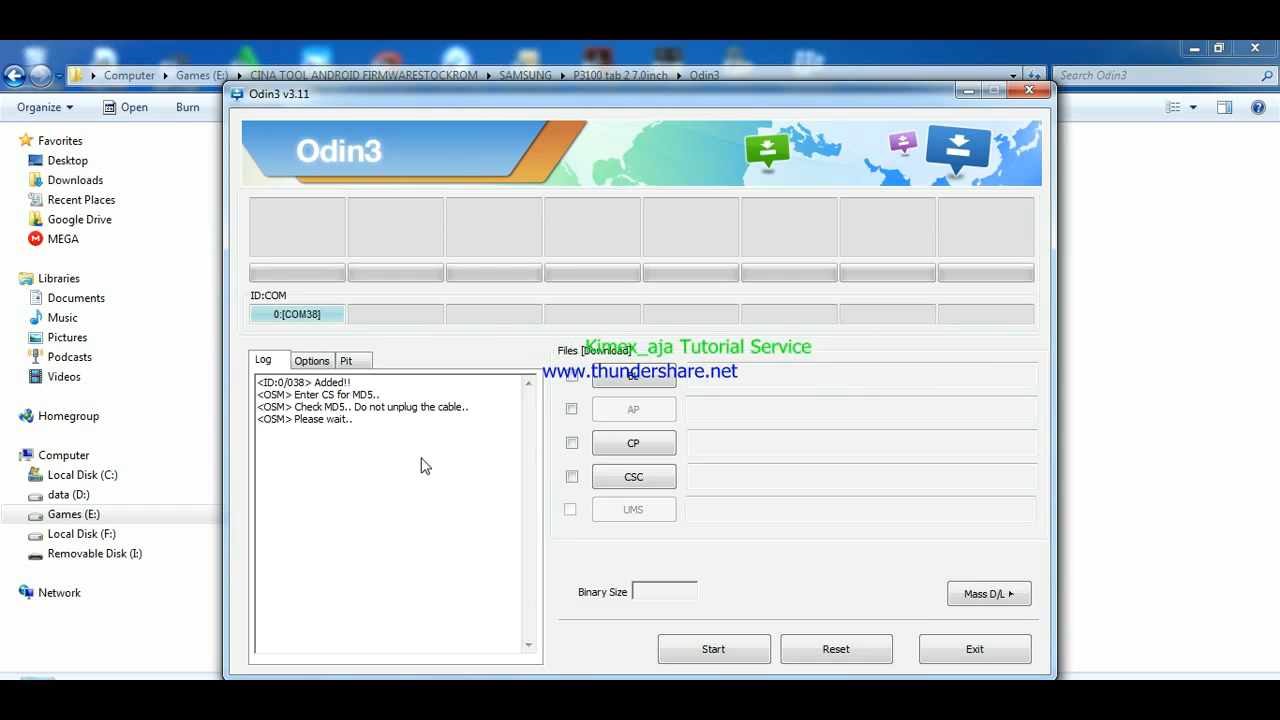 Computer
Games (E:)
CINA TOOL ANDROID FIRMWARESTOCKROM
SAMSUNG
P3100 tab 2 7.0inch
Odin3
Search Odin3
Odin3 v3.11
Organize
Open
Burn
Favorites
Desktop
Downloads
Recent Places
Google Drive
MEGA
Libraries
Documents
Music
Pictures
Podcasts
Videos
Homegroup
Computer
Local Disk (C:)
data (D:)
Games (E:)
Local Disk (F:)
Removable Disk (I:)
Network
Odin3
ID:COM
0:[COM38]
Log
Options
Pit
<ID:0/038> Added!!
<OSM> Enter CS for MD5..
<OSM> Check MD5.. Do not unplug the cable..
<OSM> Please wait..
Files [Download]
Kimex_aja Tutorial Service
www.thundershare.net
BL
AP
CP
CSC
UMS
Binary Size
Mass D/L
Start
Reset
Exit